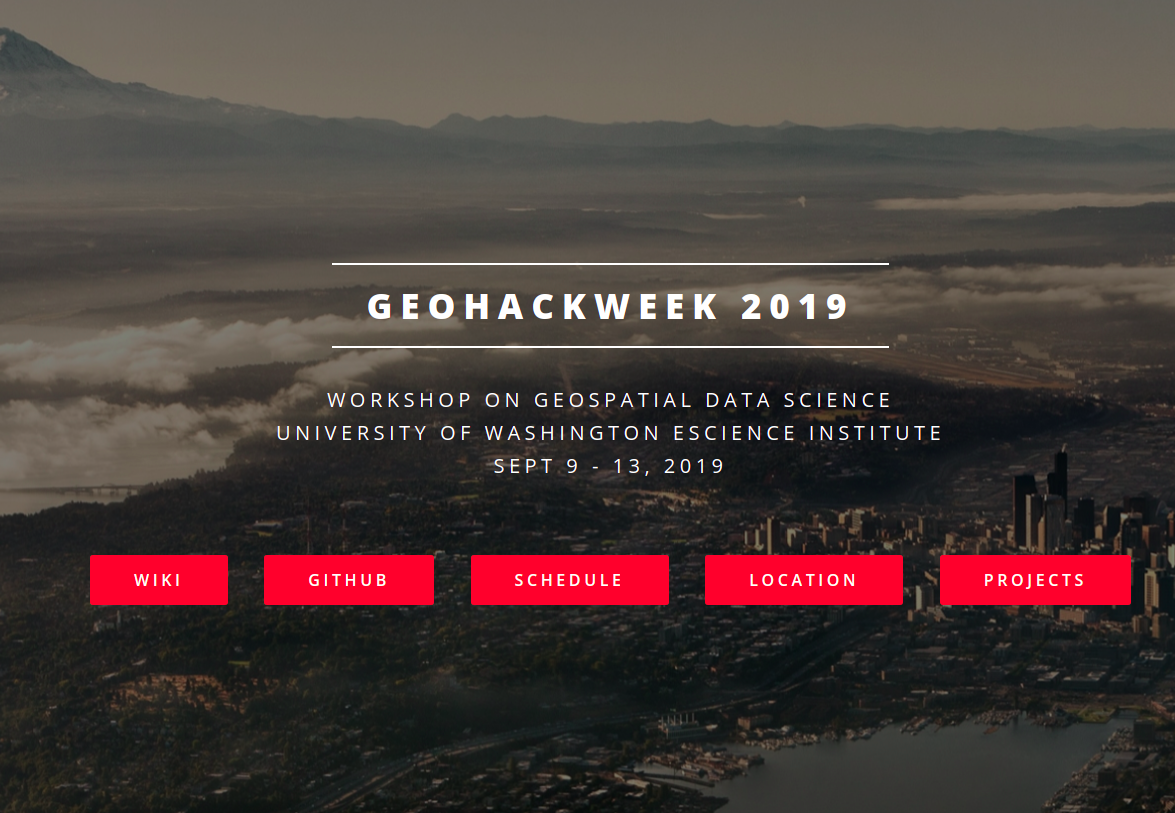 GEOHACKWEEK 2019
WORKSHOP ON GEOSPATIAL DATA SCIENCE
UNIVERSITY OF WASHINGTON ESCIENCE INSTITUTE
SEPT 9 - 13, 2019
WIKI GITHUB SCHEDULE LOCATION PROJECTS